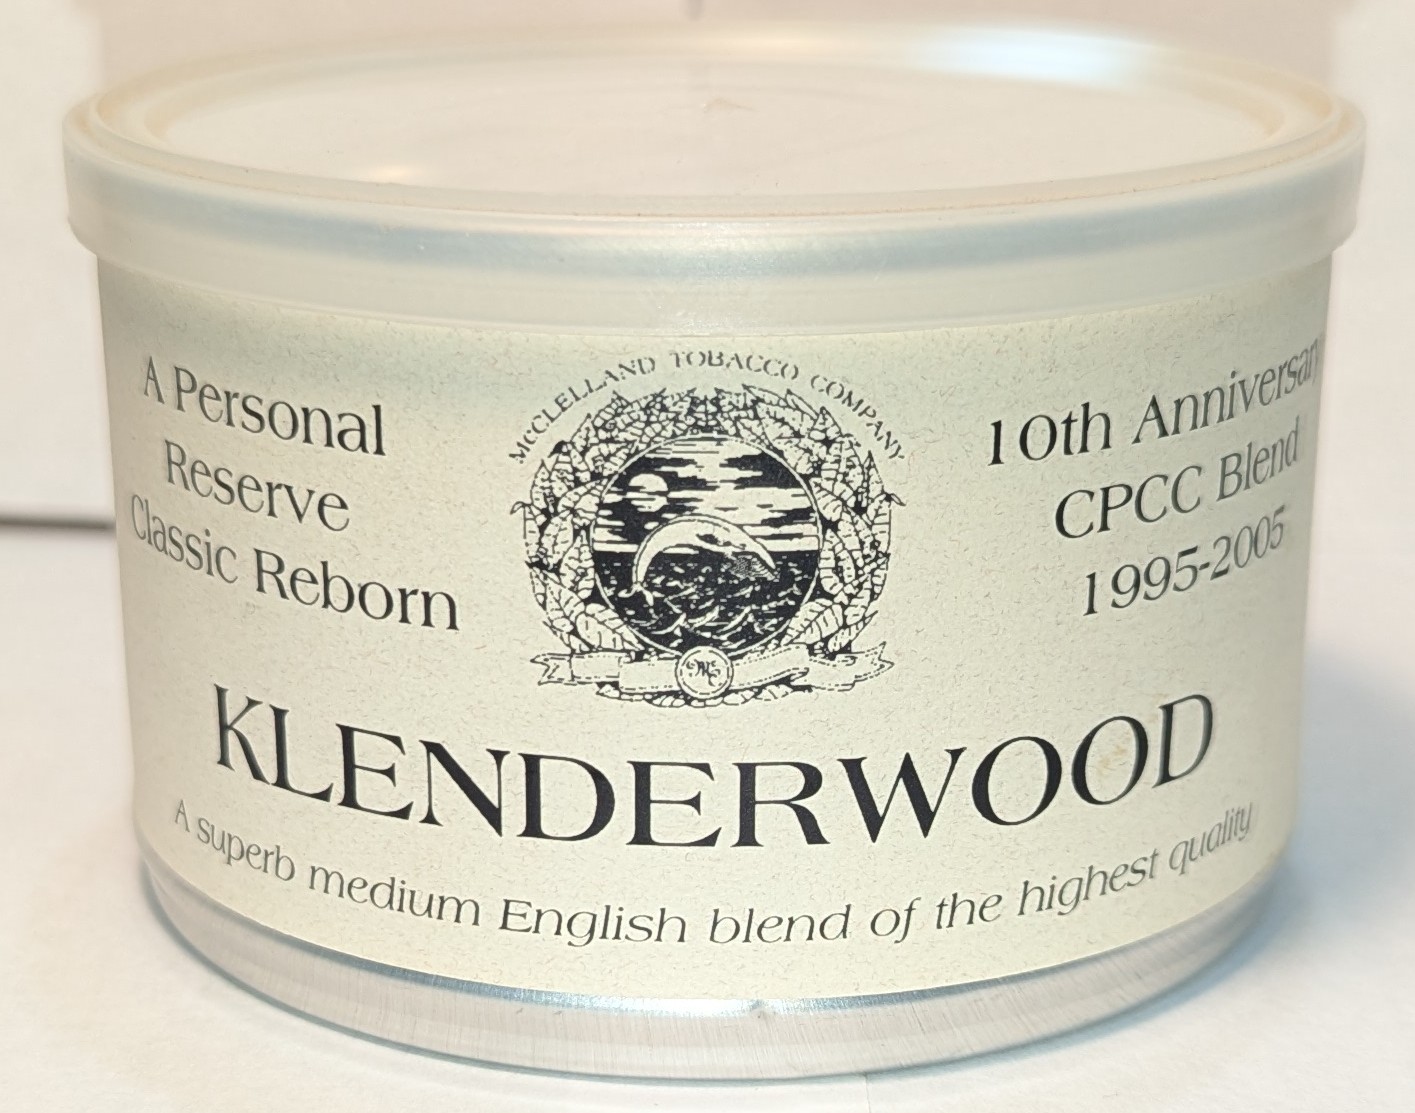 McCLELLAND TOBACCO COMPANY
A Personal
Reserve
Classic Reborn
10th Anniversary
CPCC Blend
1995-2005
KLENDERWOOD
A superb medium English blend of the highest quality